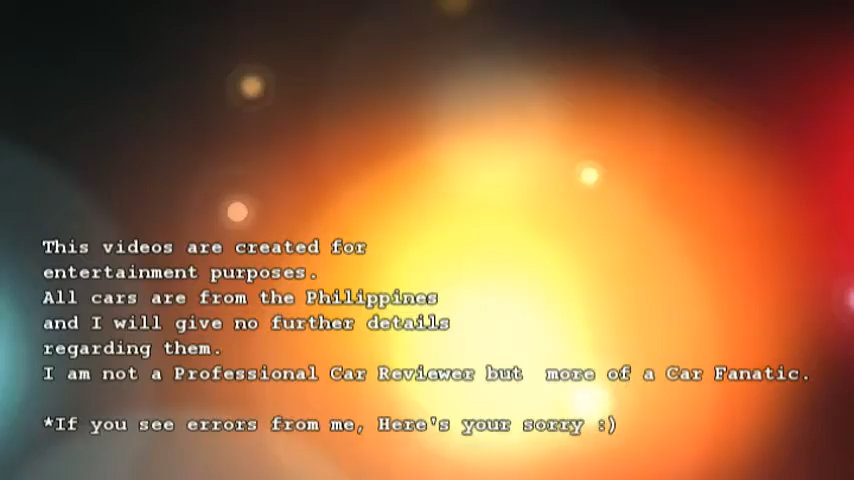 This videos are created for
entertainment purposes.
All cars are from the Philippines
and I will give no further details
regarding them.
I am not a Professional Car Reviewer but  more of a Car Fanatic.
*If you see errors from me, Here's your sorry :)